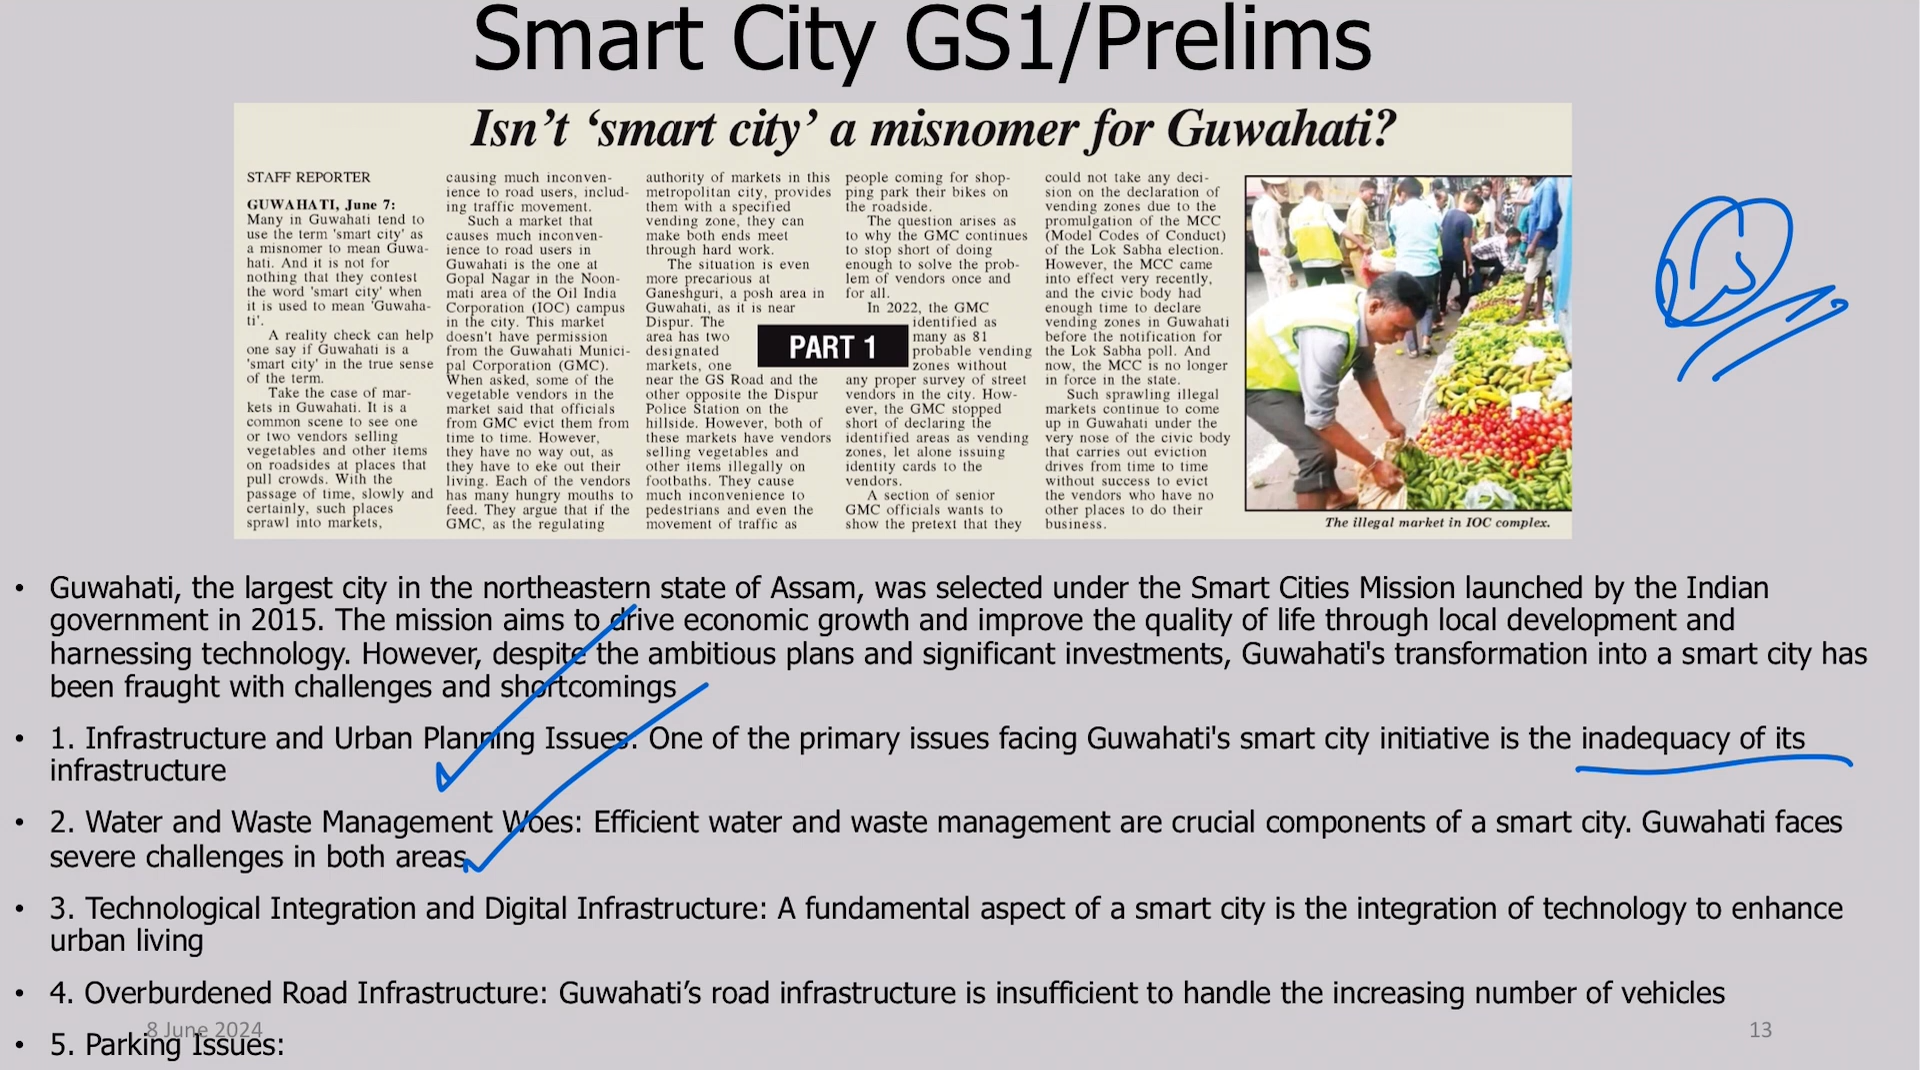 Smart City GS1/Prelims
Isn't 'smart city' a misnomer for Guwahati?
STAFF REPORTER
GUWAHATI, June 7:
Many in Guwahati tend to
use the term 'smart city' as
a misnomer to mean Guwa-
hati. And it is not for
nothing that they contest
the word 'smart city' when
it is used to mean 'Guwaha-
ti'.
A reality check can help
one say if Guwahati is a
'smart city' in the true sense
of the term.
Take the case of mar-
kets in Guwahati. It is a
common scene to see one
or two vendors selling
vegetables and other items
on roadsides at places that
pull crowds. With the
passage of time, slowly and
certainly, such places
sprawl into markets,
causing much inconven-
ience to road users, includ-
ing traffic movement.
Such a market that
causes much inconven-
ience to road users in
Guwahati is the one at
Gopal Nagar in the Noon-
mati area of the Oil India
Corporation (IOC) campus
in the city. This market
doesn't have permission
from the Guwahati Munici-
pal Corporation (GMC).
When asked, some of the
vegetable vendors in the
market said that officials
from GMC evict them from
time to time. However,
they have no way out, as
they have to eke out their
living. Each of the vendors
has many hungry mouths to
feed. They argue that if the
GMC, as the regulating
authority of markets in this
metropolitan city, provides
them with a specified
vending zone, they can
make both ends meet
through hard work.
The situation is even
more precarious at
Ganeshguri, a posh area in
Guwahati, as it is near
Dispur. The
area has two
designated
markets, one
near the GS Road and the
other opposite the Dispur
Police Station on the
hillside. However, both of
these markets have vendors
selling vegetables and
other items illegally on
footbaths. They cause
much inconvenience to
pedestrians and even the
movement of traffic as
PART 1
people coming for shop-
ping park their bikes on
the roadside.
The question arises as
to why the GMC continues
to stop short of doing
enough to solve the prob-
lem of vendors once and
for all.
In 2022, the GMC
identified as
many as 81
probable vending
zones without
any proper survey of street
vendors in the city. How-
ever, the GMC stopped
short of declaring the
identified areas as vending
zones, let alone issuing
identity cards to the
vendors.
A section of senior
GMC officials wants to
show the pretext that they
could not take any deci-
sion on the declaration of
vending zones due to the
promulgation of the MCC
(Model Codes of Conduct)
of the Lok Sabha election.
However, the MCC came
into effect very recently,
and the civic body had
enough time to declare
vending zones in Guwahati
before the notification for
the Lok Sabha poll. And
now, the MCC is no longer
in force in the state.
Such sprawling illegal
markets continue to come
up in Guwahati under the
very nose of the civic body
that carries out eviction
drives from time to time
without success to evict
the vendors who have no
other places to do their
business.
The illegal market in IOC complex.
• Guwahati, the largest city in the northeastern state of Assam, was selected under the Smart Cities Mission launched by the Indian
government in 2015. The mission aims to drive economic growth and improve the quality of life through local development and
harnessing technology. However, despite the ambitious plans and significant investments, Guwahati's transformation into a smart city has
been fraught with challenges and shortcomings
• 1. Infrastructure and Urban Planning Issues: One of the primary issues facing Guwahati's smart city initiative is the inadequacy of its
infrastructure
• 2. Water and Waste Management Woes: Efficient water and waste management are crucial components of a smart city. Guwahati faces
severe challenges in both areas
• 3. Technological Integration and Digital Infrastructure: A fundamental aspect of a smart city is the integration of technology to enhance
urban living
• 4. Overburdened Road Infrastructure: Guwahati’s road infrastructure is insufficient to handle the increasing number of vehicles
8 June 2024
13
• 5. Parking Issues: